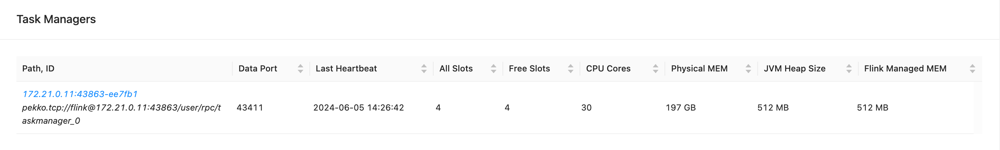 Task Managers
Path, ID Data Port Last Heartbeat All Slots Free Slots CPU Cores Physical MEM JVM Heap Size Flink Managed MEM
172.21.0.11:43863-ee7fb1
pekko.tcp://flink@172.21.0.11:43863/user/rpc/t 43411 2024-06-05 14:26:42 4 4 30 197 GB 512 MB 512 MB
askmanager_0